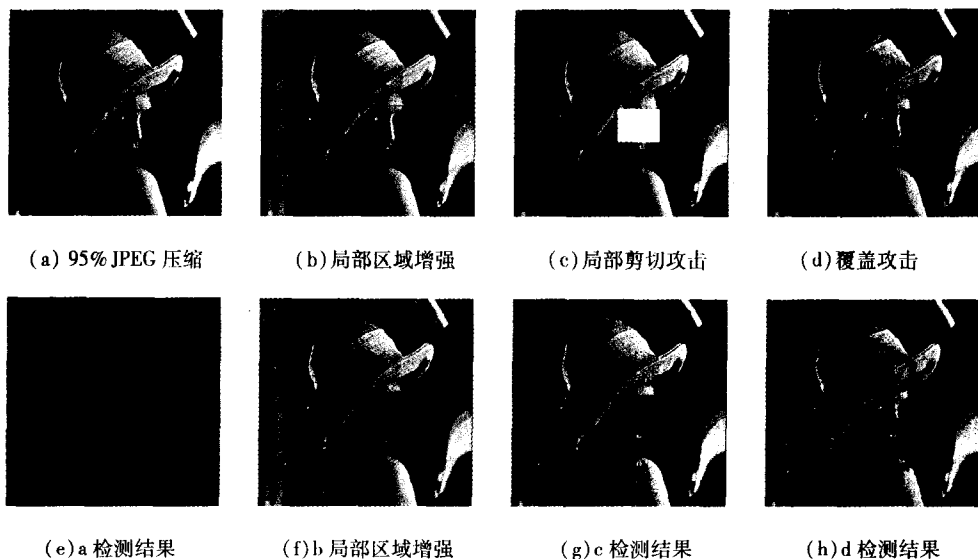 (a) 95% JPEG 压缩
(b)局部区域增强
(c)局部剪切攻击
(d)覆盖攻击
(e)a 检测结果
(f)b 局部区域增强
(g)c 检测结果
(h)d 检测结果